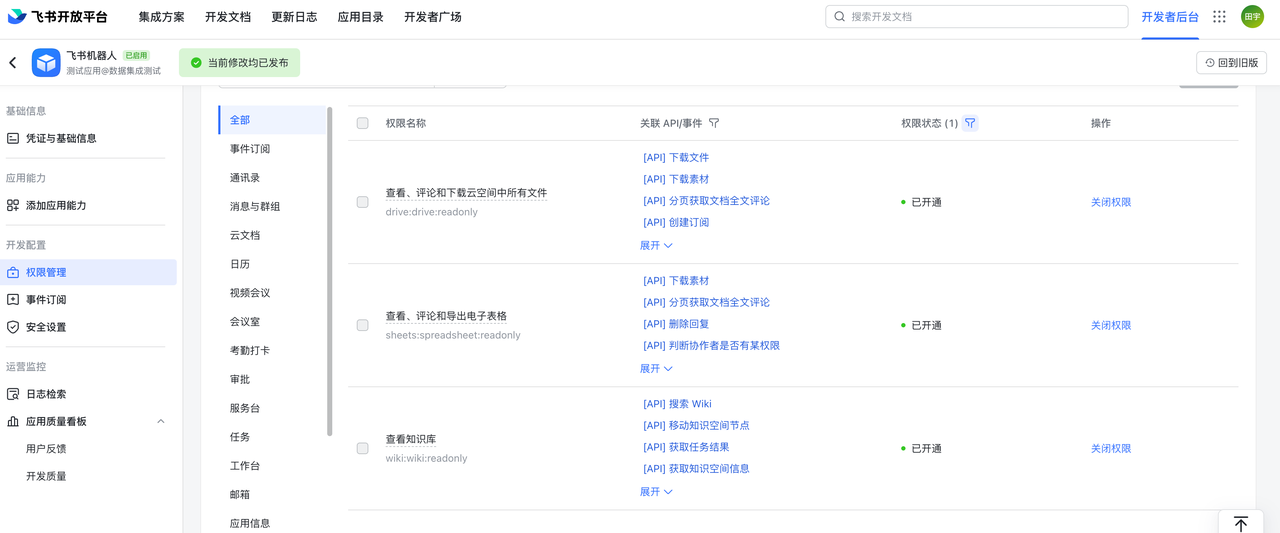 飞书开放平台
集成方案
开发文档
更新日志
应用目录
开发者广场
搜索开发文档
开发者后台
田宇
飞书机器人 已启用
测试应用@数据集成测试
当前修改均已发布
回到旧版
基础信息
凭证与基础信息
应用能力
添加应用能力
开发配置
权限管理
事件订阅
安全设置
运营监控
日志检索
应用质量看板
用户反馈
开发质量
全部
事件订阅
通讯录
消息与群组
云文档
日历
视频会议
会议室
考勤打卡
审批
服务台
任务
工作台
邮箱
应用信息
权限名称
关联 API/事件
权限状态 (1)
操作
查看、评论和下载云空间中所有文件
drive:drive:readonly
[API] 下载文件
[API] 下载素材
[API] 分页获取文档全文评论
[API] 创建订阅
展开
已开通
关闭权限
查看、评论和导出电子表格
sheets:spreadsheet:readonly
[API] 下载素材
[API] 分页获取文档全文评论
[API] 删除回复
[API] 判断协作者是否有某权限
展开
已开通
关闭权限
查看知识库
wiki:wiki:readonly
[API] 搜索 Wiki
[API] 移动知识空间节点
[API] 获取任务结果
[API] 获取知识空间信息
展开
已开通
关闭权限